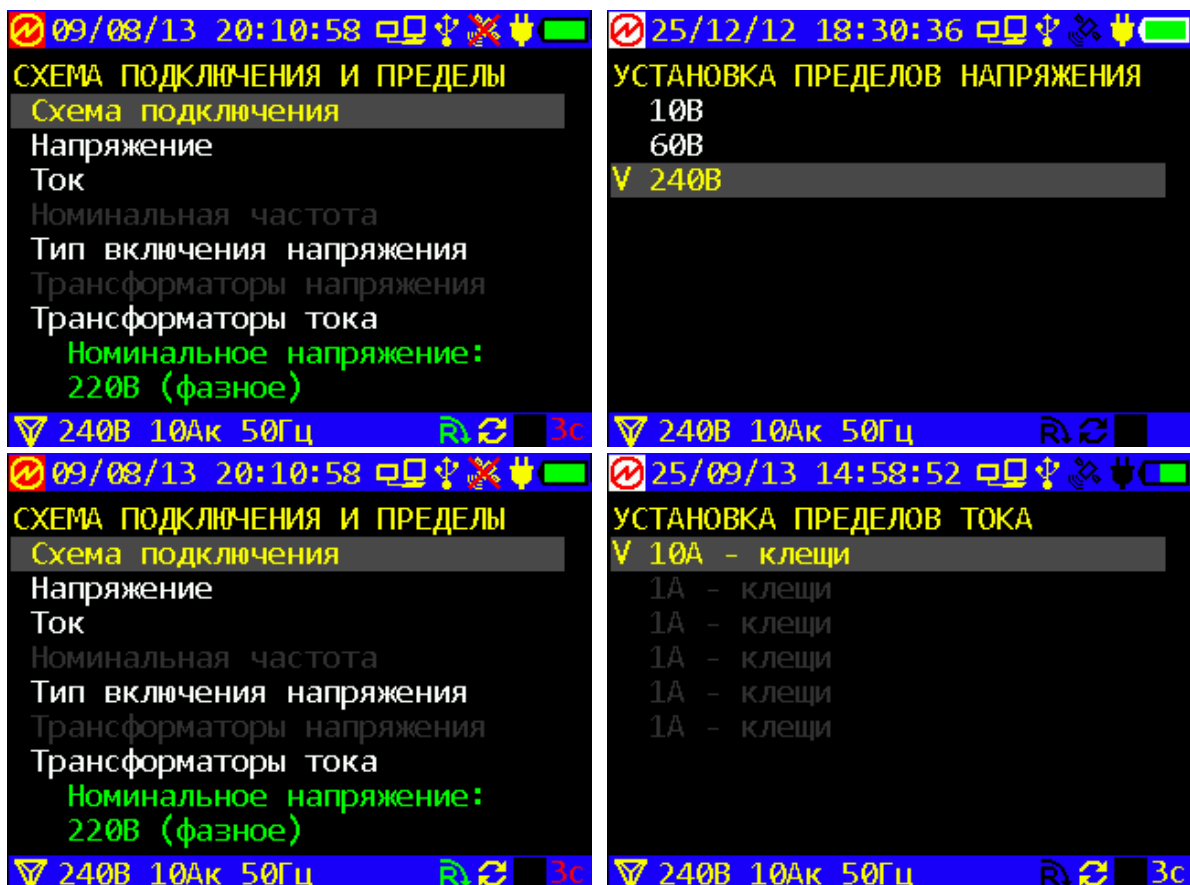 09/08/13 20:10:58
СХЕМА ПОДКЛЮЧЕНИЯ И ПРЕДЕЛЫ
Схема подключения
Напряжение
Ток
Номинальная частота
Тип включения напряжения
Трансформаторы напряжения
Трансформаторы тока
Номинальное напряжение:
220В (фазное)
240В 10Ак 50Гц 3с
25/12/12 18:30:36
УСТАНОВКА ПРЕДЕЛОВ НАПРЯЖЕНИЯ
10В
60В
V 240В
240В 10Ак 50Гц
09/08/13 20:10:58
СХЕМА ПОДКЛЮЧЕНИЯ И ПРЕДЕЛЫ
Схема подключения
Напряжение
Ток
Номинальная частота
Тип включения напряжения
Трансформаторы напряжения
Трансформаторы тока
Номинальное напряжение:
220В (фазное)
240В 10Ак 50Гц 3с
25/09/13 14:58:52
УСТАНОВКА ПРЕДЕЛОВ ТОКА
V 10А - клещи
1А - клещи
1А - клещи
1А - клещи
1А - клещи
1А - клещи
240В 10Ак 50Гц 3с